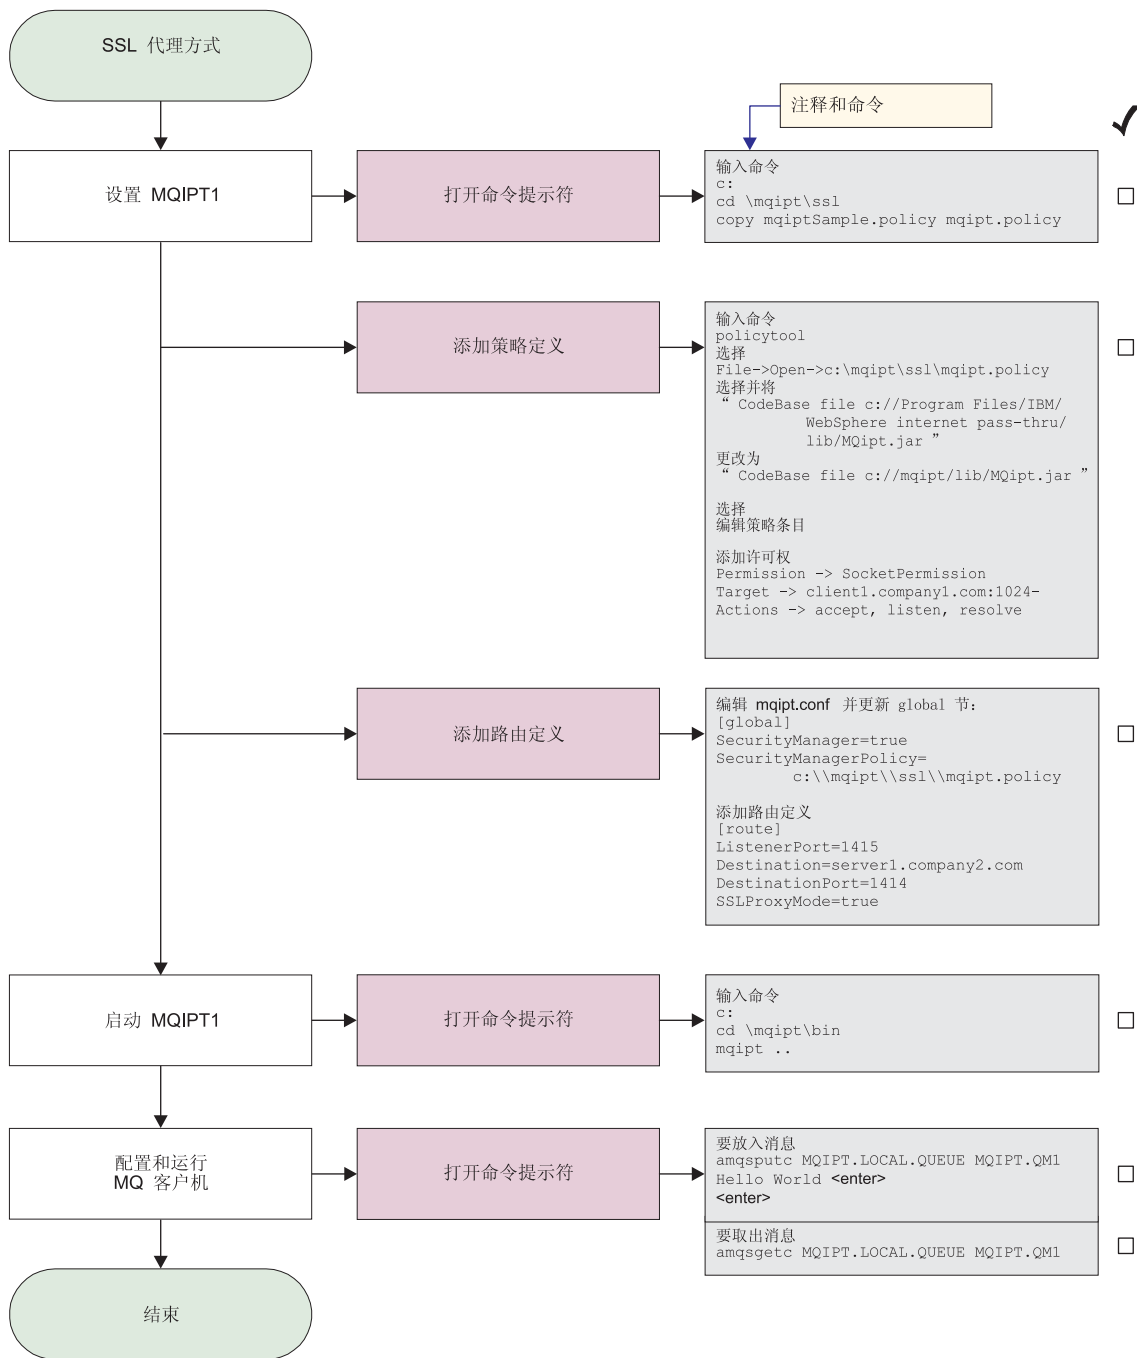 SSL 代理方式
注释和命令
设置 MQIPT1
打开命令提示符
输入命令
c:
cd \mqipt\ssl
copy mqiptSample.policy mqipt.policy
添加策略定义
输入命令
policytool
选择
File->Open->c:\mqipt\ssl\mqipt.policy
选择并将
“ CodeBase file c://Program Files/IBM/
WebSphere internet pass-thru/
lib/MQipt.jar ”
更改为
“ CodeBase file c://mqipt/lib/MQipt.jar ”
选择
编辑策略条目
添加许可权
Permission -> SocketPermission
Target -> client1.company1.com:1024-
Actions -> accept, listen, resolve
添加路由定义
编辑 mqipt.conf 并更新 global 节:
[global]
SecurityManager=true
SecurityManagerPolicy=
c:\\mqipt\\ssl\\mqipt.policy
添加路由定义
[route]
ListenerPort=1415
Destination=server1.company2.com
DestinationPort=1414
SSLProxyMode=true
启动 MQIPT1
打开命令提示符
输入命令
c:
cd \mqipt\bin
mqipt ..
配置和运行
MQ 客户机
打开命令提示符
要放入消息
amqsputc MQIPT.LOCAL.QUEUE MQIPT.QM1
Hello World <enter>
<enter>
要取出消息
amqsgetc MQIPT.LOCAL.QUEUE MQIPT.QM1
结束